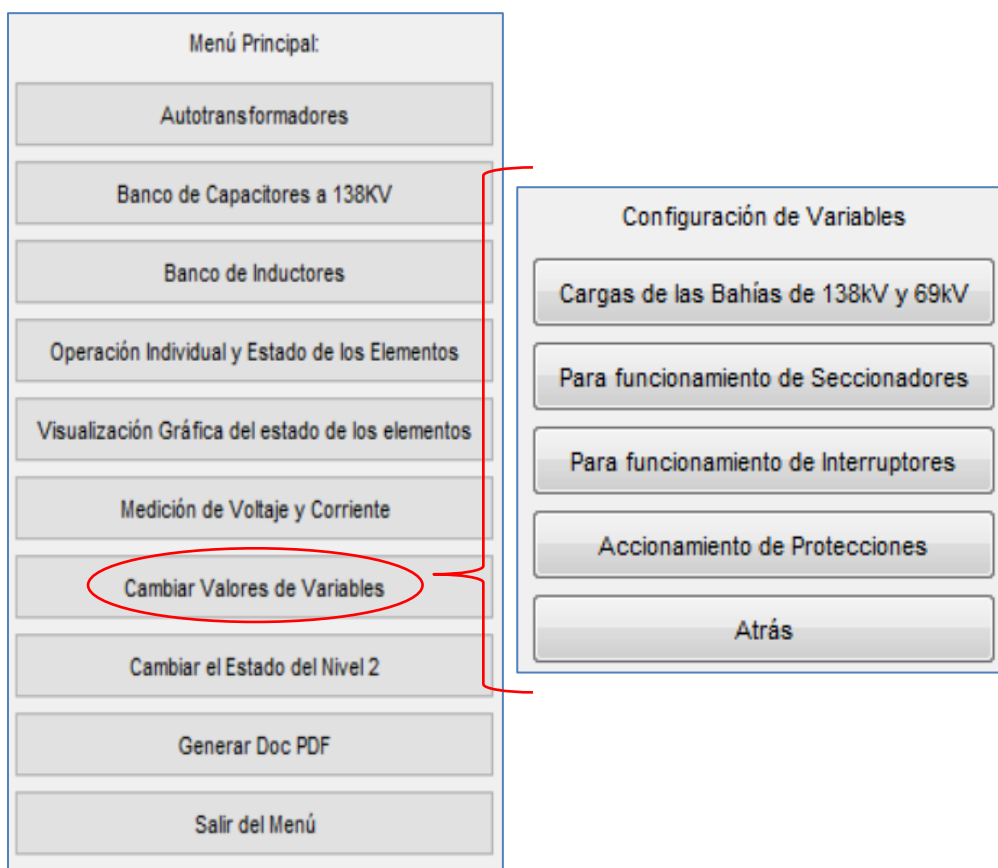 Menú Principal:
Autotransformadores
Banco de Capacitores a 138KV
Banco de Inductores
Operación Individual y Estado de los Elementos
Visualización Gráfica del estado de los elementos
Medición de Voltaje y Corriente
Cambiar Valores de Variables
Cambiar el Estado del Nivel 2
Generar Doc PDF
Salir del Menú
Configuración de Variables
Cargas de las Bahías de 138kV y 69kV
Para funcionamiento de Seccionadores
Para funcionamiento de Interruptores
Accionamiento de Protecciones
Atrás